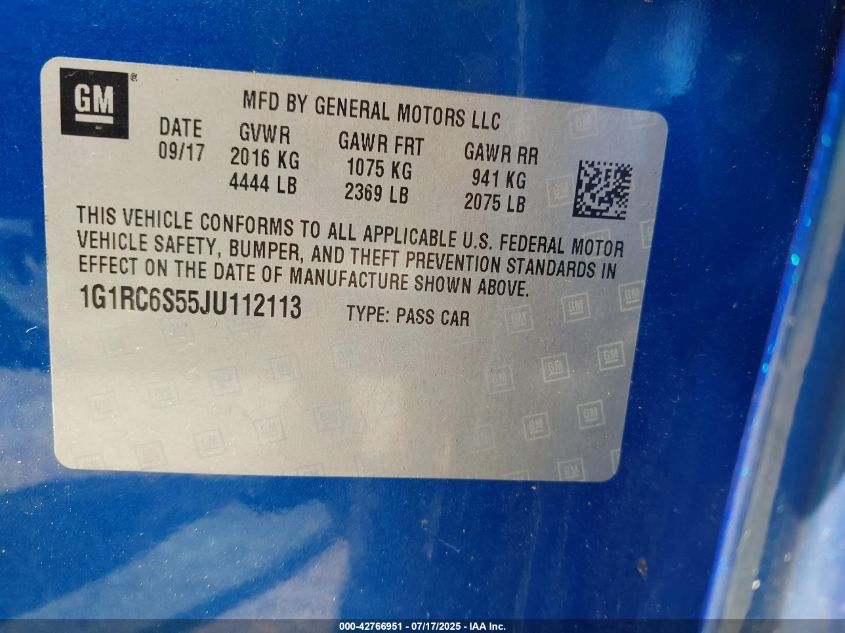 GM®
MFD BY GENERAL MOTORS LLC
DATE GVWR GAWR FRT GAWR RR
09/17 2016 KG 1075 KG 941 KG
4444 LB 2369 LB 2075 LB
THIS VEHICLE CONFORMS TO ALL APPLICABLE U.S. FEDERAL MOTOR
VEHICLE SAFETY, BUMPER, AND THEFT PREVENTION STANDARDS IN
EFFECT ON THE DATE OF MANUFACTURE SHOWN ABOVE.
1G1RC6S55JU112113 TYPE: PASS CAR
000-42766951 / 07/17/2025 - IAA Inc.